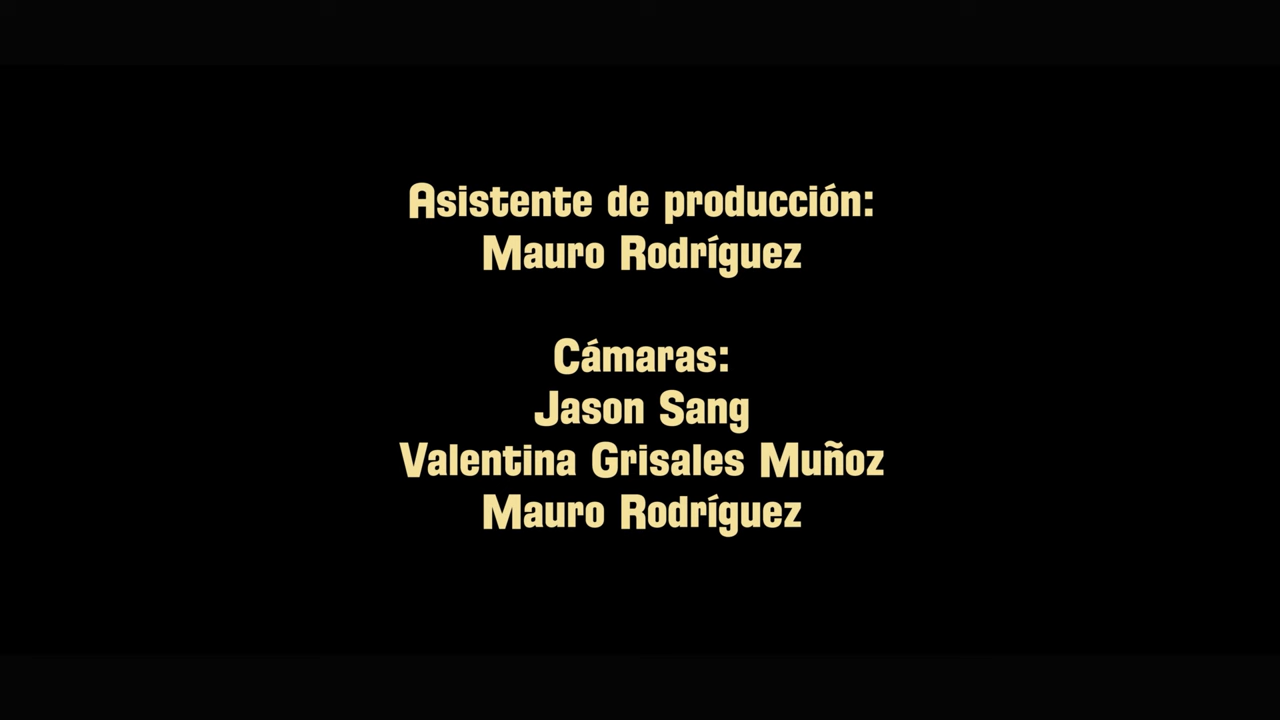 Asistente de producción:
Mauro Rodríguez
Cámaras:
Jason Sang
Valentina Grisales Muñoz
Mauro Rodríguez